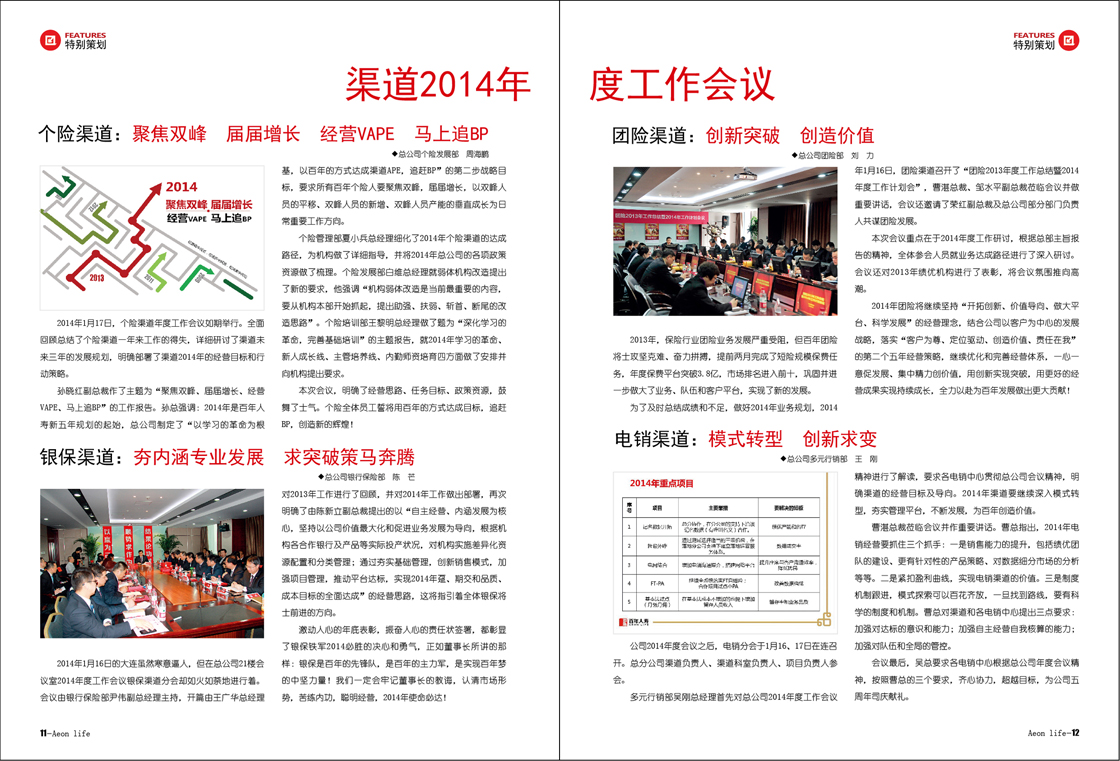 FEATURES
特别策划
渠道2014年
个险渠道：聚焦双峰 届届增长 经营VAPE 马上追BP
◆总公司个险发展部 周海鹏
2014
聚焦双峰，届届增长
经营VAPE 马上追BP
2013
2012
2011
2014年1月17日，个险渠道年度工作会议如期举行。全面
回顾总结了个险渠道一年来工作的得失，详细研讨了渠道未
来三年的发展规划，明确部署了渠道2014年的经营目标和行
动策略。
孙晓红副总裁作了主题为“聚焦双峰、届届增长、经营
VAPE、马上追BP”的工作报告。孙总强调：2014年是百年人
寿新五年规划的起始，总公司制定了“以学习的革命为根
基，以百年的方式达成渠道APE，追赶BP”的第二步战略目
标，要求所有百年个险人要聚焦双峰，届届增长，以双峰人
员的平移、双峰人员的新增、双峰人员产能的垂直成长为日
常重要工作方向。
个险管理部夏小兵总经理细化了2014年个险渠道的达成
路径，为机构做了详细指导，并将2014年总公司的各项政策
资源做了梳理。个险发展部白维总经理就弱体机构改造提出
了新的要求，他强调“机构弱体改造是当前最重要的内容，
要从机构本部开始抓起，提出助强、扶弱、斩首、断尾的改
造思路”。个险培训部王黎明总经理做了题为“深化学习的
革命，完善基础培训”的主题报告，就2014年学习的革命、
新人成长线、主管培养线、内勤师资培育四方面做了安排并
向机构提出要求。
本次会议，明确了经营思路、任务目标、政策资源，鼓
舞了士气。个险全体员工誓将用百年的方式达成目标，追赶
BP，创造新的辉煌！
银保渠道：夯内涵专业发展 求突破策马奔腾
◆总公司银行保险部 陈 芒
2014年1月16日的大连虽然寒意逼人，但在总公司21楼会
议室2014年度工作会议银保渠道分会却如火如荼地进行着。
会议由银行保险部尹伟副总经理主持，开篇由王广华总经理
对2013年工作进行了回顾，并对2014年工作做出部署，再次
明确了由陈新立副总裁提出的以“自主经营、内涵发展为核
心，坚持以公司价值最大化和促进业务发展为导向，根据机
构各合作银行及产品等实际投产状况，对机构实施差异化资
源配置和分类管理；通过夯实基础管理，创新销售模式，加
强项目管理，推动平台达标，实现2014年趸、期交和品质、
成本目标的全面达成”的经营思路，这将指引着全体银保将
士前进的方向。
激动人心的年底表彰，振奋人心的责任状签署，都彰显
了银保铁军2014必胜的决心和勇气，正如董事长所讲的那
样：银保是百年的先锋队，是百年的主力军，是实现百年梦
的中坚力量！我们一定会牢记董事长的教诲，认清市场形
势，苦练内功，聪明经营，2014年使命必达！
11—Aeon life
FEATURES
特别策划
度工作会议
团险渠道：创新突破 创造价值
◆总公司团险部 刘 力
2013年，保险行业团险业务发展严重受阻，但百年团险
将士攻坚克难、奋力拼搏，提前两月完成了短险规模保费任
务，年度保费平台突破3.8亿，市场排名进入前十，巩固并进
一步做大了业务、队伍和客户平台，实现了新的发展。
为了及时总结成绩和不足，做好2014年业务规划，2014
年1月16日，团险渠道召开了“团险2013年度工作总结暨2014
年度工作计划会”，曹湛总裁、邹水平副总裁莅临会议并做
重要讲话，会议还邀请了荣红副总裁及总公司部分部门负责
人共谋团险发展。
本次会议重点在于2014年度工作研讨，根据总部主旨报
告的精神，全体参会人员就业务达成路径进行了深入研讨。
会议还对2013年绩优机构进行了表彰，将会议氛围推向高
潮。
2014年团险将继续坚持“开拓创新、价值导向、做大平
台、科学发展”的经营理念，结合公司以客户为中心的发展
战略，落实“客户为尊、定位驱动、创造价值、责任在我”
的第二个五年经营策略，继续优化和完善经营体系，一心一
意促发展、集中精力创价值，用创新实现突破，用更好的经
营成果实现持续成长，全力以赴为百年发展做出更大贡献！
电销渠道：模式转型 创新求变
◆总公司多元行销部 王 刚
2014年重点项目
序号 项目 主要举措
1
2
3
4 FT-PA
5
百年人寿
公司2014年度会议之后，电销分会于1月16、17日在连召
开。总分公司渠道负责人、渠道科室负责人、项目负责人参
会。
多元行销部吴刚总经理首先对总公司2014年度工作会议
精神进行了解读，要求各电销中心贯彻总公司会议精神，明
确渠道的经营目标及导向。2014年渠道要继续深入模式转
型，夯实管理平台，不断发展，为百年创造价值。
曹湛总裁莅临会议并作重要讲话。曹总指出，2014年电
销经营要抓住三个抓手：一是销售能力的提升，包括绩优团
队的建设、更有针对性的产品策略、对数据细分市场的分析
等等。二是紧扣盈利曲线，实现电销渠道的价值。三是制度
机制跟进，模式探索可以百花齐放，一旦找到路线，要有科
学的制度和机制。曹总对渠道和各电销中心提出三点要求：
加强对达标的意识和能力；加强自主经营自我核算的能力；
加强对队伍和全局的管控。
会议最后，吴总要求各电销中心根据总公司年度会议精
神，按照曹总的三个要求，齐心协力，超越目标，为公司五
周年司庆献礼。
Aeon life—12